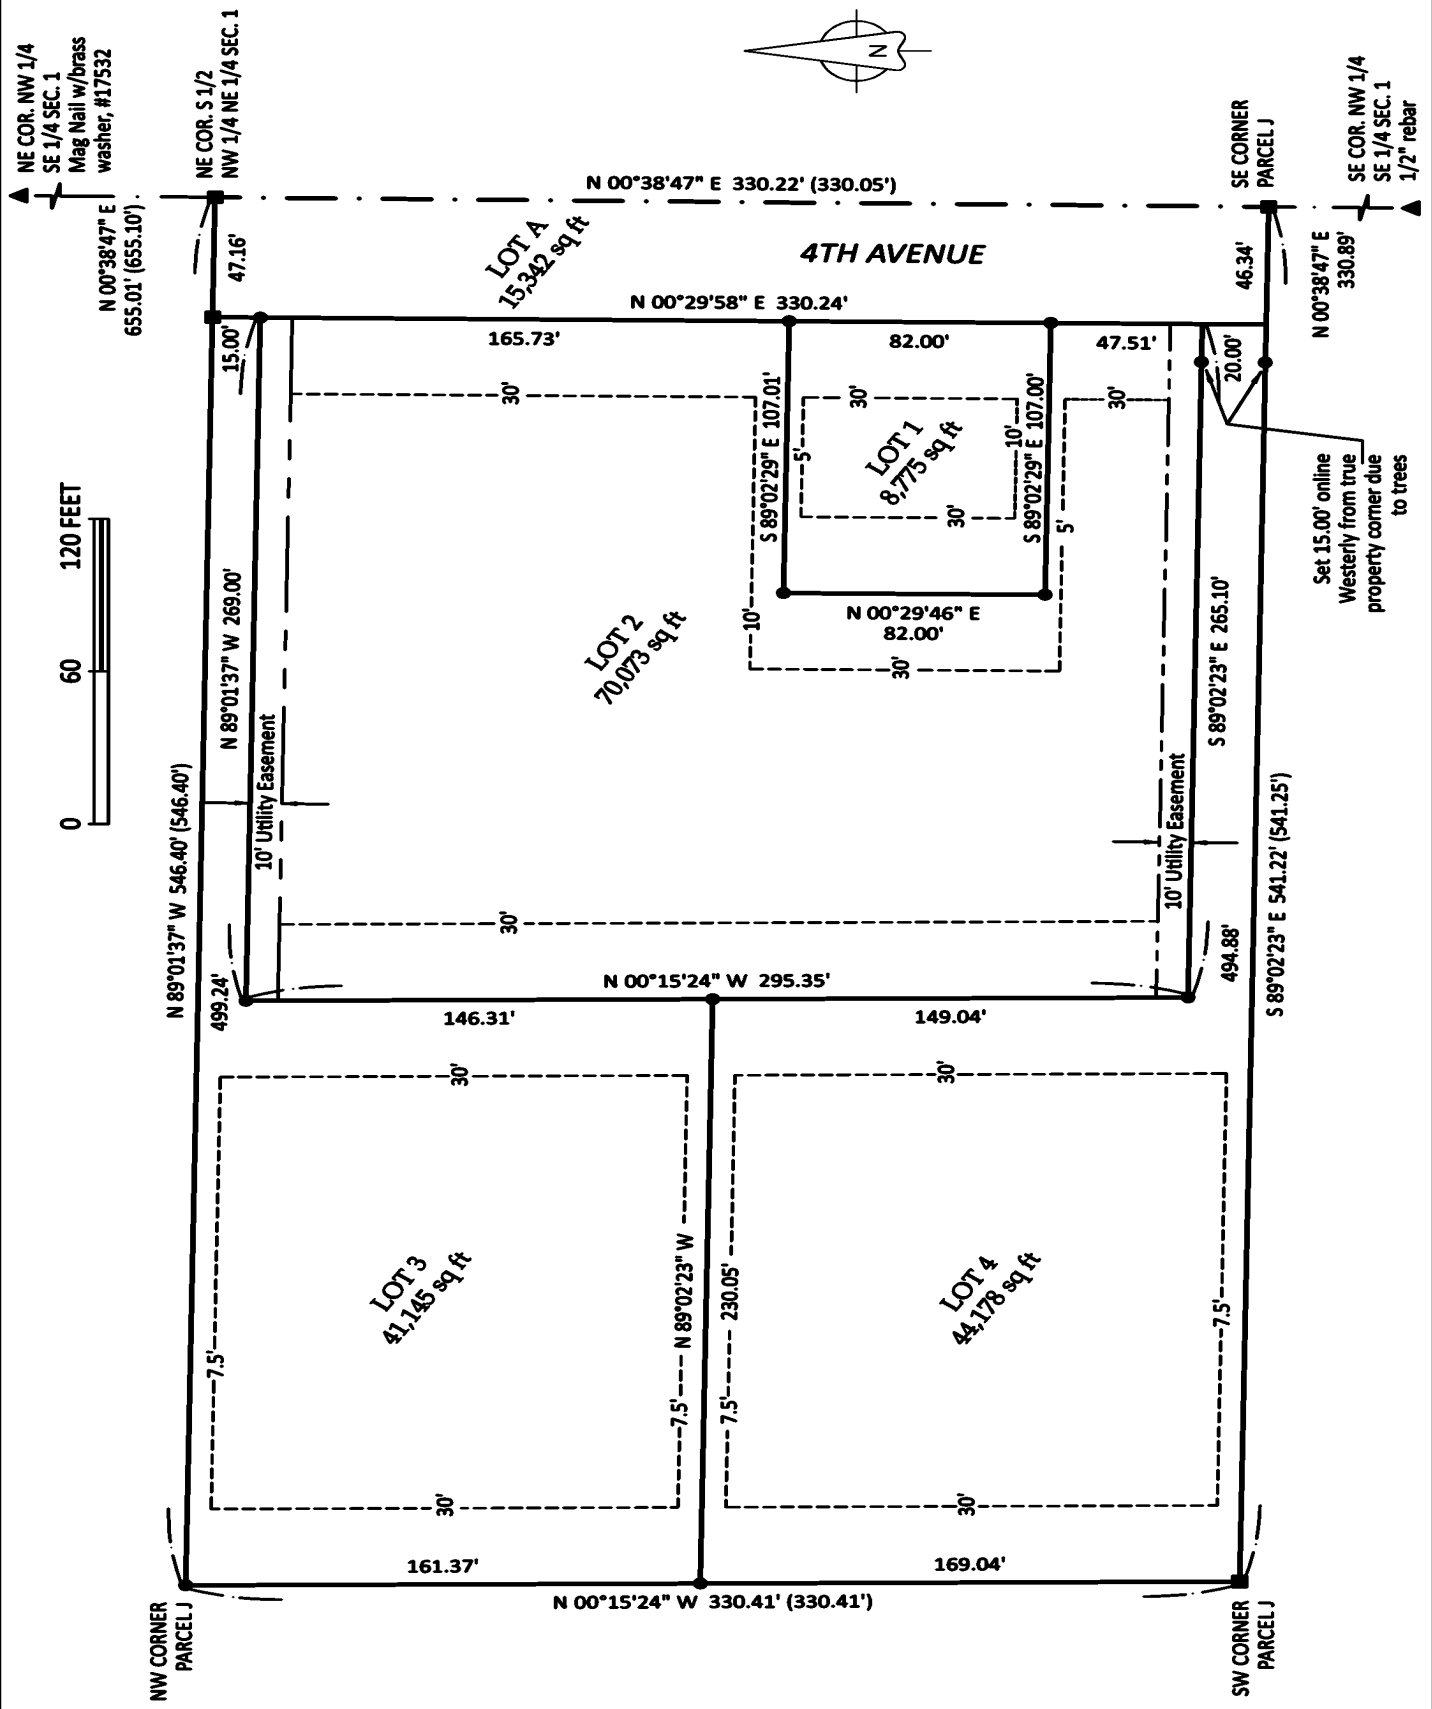 NE COR. NW 1/4
SE 1/4 SEC. 1
Mag Nail w/brass
washer, #17532
NE COR. S 1/2
NW 1/4 NE 1/4 SEC. 1
N 00°38'47" E
655.01' (655.10')
47.16'
N 00°38'47" E 330.22' (330.05')
SE CORNER
PARCEL J
SE COR. NW 1/4
SE 1/4 SEC. 1
1/2" rebar
N 00°38'47" E
330.89'
46.34'
N
LOT A
15,342 sq ft
4TH AVENUE
N 00°29'58" E 330.24'
15.00'
165.73'
82.00'
47.51'
20.00'
30'
30'
30'
S 89°02'29" E 107.01'
5'
LOT 1
8,775 sq ft
10'
S 89°02'29" E 107.00'
30'
5'
10'
N 00°29'46" E
82.00'
30'
Set 15.00' online
Westerly from true
property corner due
to trees
0 60 120 FEET
N 89°01'37" W 269.00'
10' Utility Easement
LOT 2
70,073 sq ft
S 89°02'23" E 265.10'
10' Utility Easement
N 89°01'37" W 546.40' (546.40')
499.24'
30'
494.88'
S 89°02'23" E 541.22' (541.25')
N 00°15'24" W 295.35'
146.31'
149.04'
30'
30'
LOT 3
41,145 sq ft
7.5'
7.5'
N 89°02'23" W
230.05'
LOT 4
44,178 sq ft
7.5'
7.5'
30'
30'
161.37'
169.04'
N 00°15'24" W 330.41' (330.41')
NW CORNER
PARCEL J
SW CORNER
PARCEL J